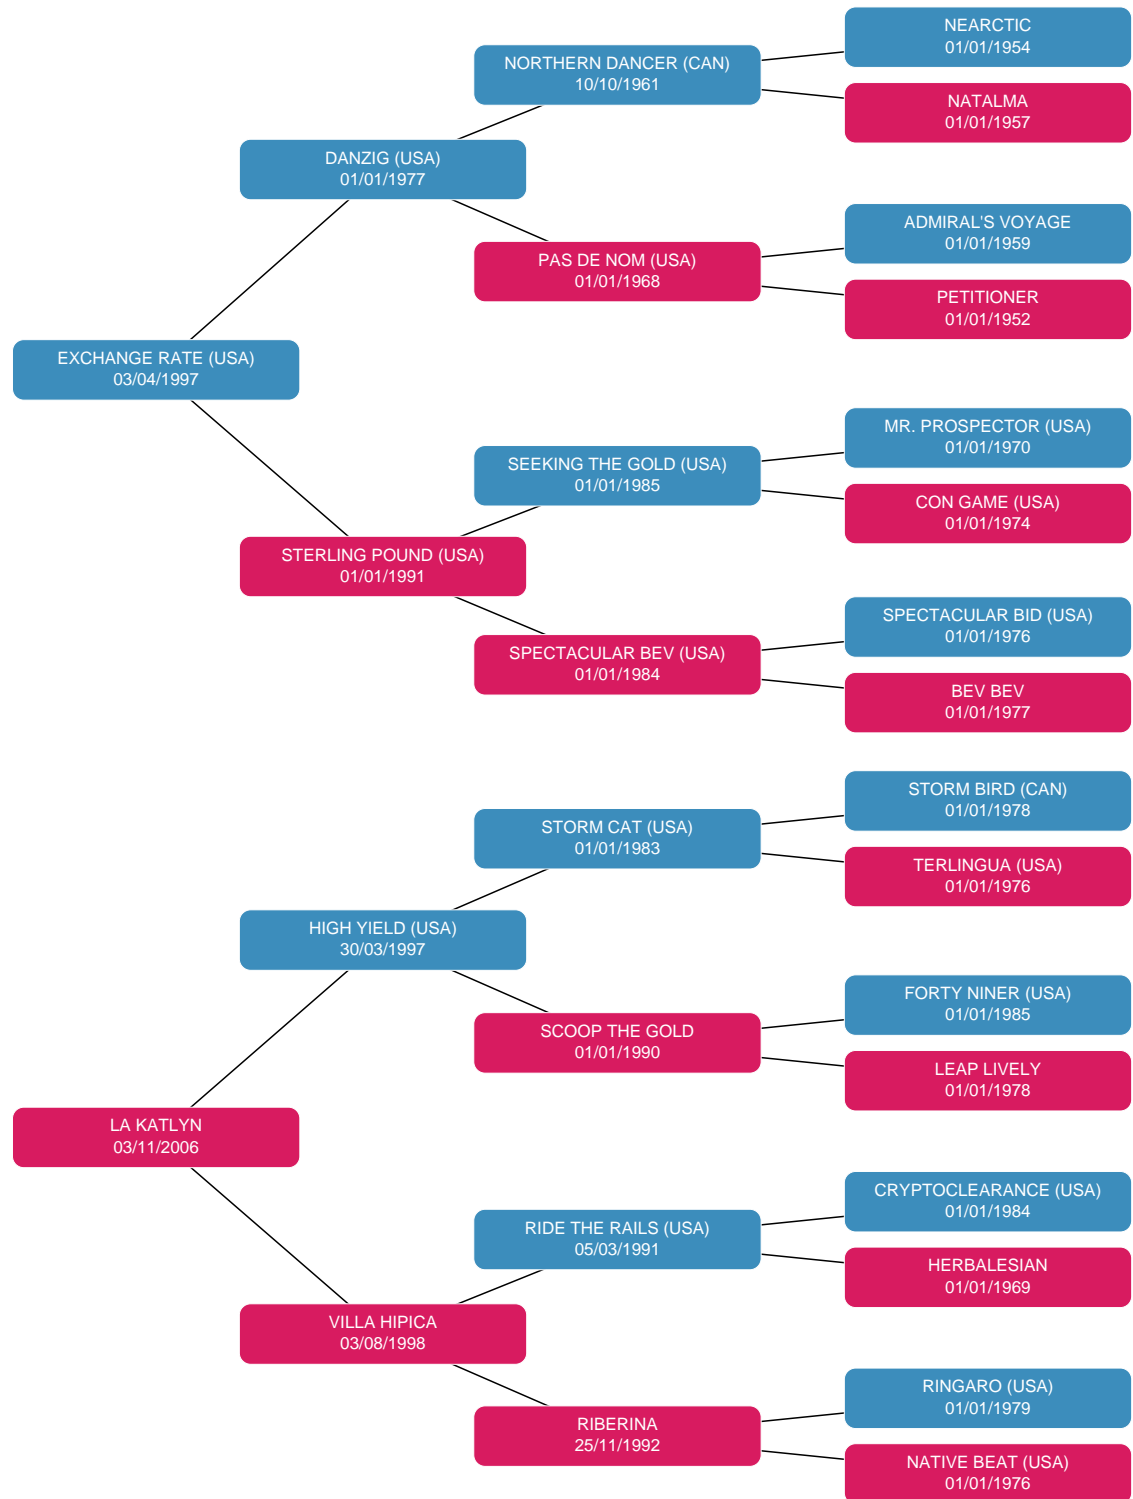 NEARCTIC
01/01/1954
NORTHERN DANCER (CAN)
10/10/1961
NATALMA
01/01/1957
DANZIG (USA)
01/01/1977
ADMIRAL'S VOYAGE
01/01/1959
PAS DE NOM (USA)
01/01/1968
PETITIONER
01/01/1952
EXCHANGE RATE (USA)
03/04/1997
MR. PROSPECTOR (USA)
01/01/1970
SEEKING THE GOLD (USA)
01/01/1985
CON GAME (USA)
01/01/1974
STERLING POUND (USA)
01/01/1991
SPECTACULAR BID (USA)
01/01/1976
SPECTACULAR BEV (USA)
01/01/1984
BEV BEV
01/01/1977
STORM BIRD (CAN)
01/01/1978
STORM CAT (USA)
01/01/1983
TERLINGUA (USA)
01/01/1976
HIGH YIELD (USA)
30/03/1997
FORTY NINER (USA)
01/01/1985
SCOOP THE GOLD
01/01/1990
LEAP LIVELY
01/01/1978
LA KATLYN
03/11/2006
CRYPTOCLEARANCE (USA)
01/01/1984
RIDE THE RAILS (USA)
05/03/1991
HERBALESIAN
01/01/1969
VILLA HIPICA
03/08/1998
RINGARO (USA)
01/01/1979
RIBERINA
25/11/1992
NATIVE BEAT (USA)
01/01/1976